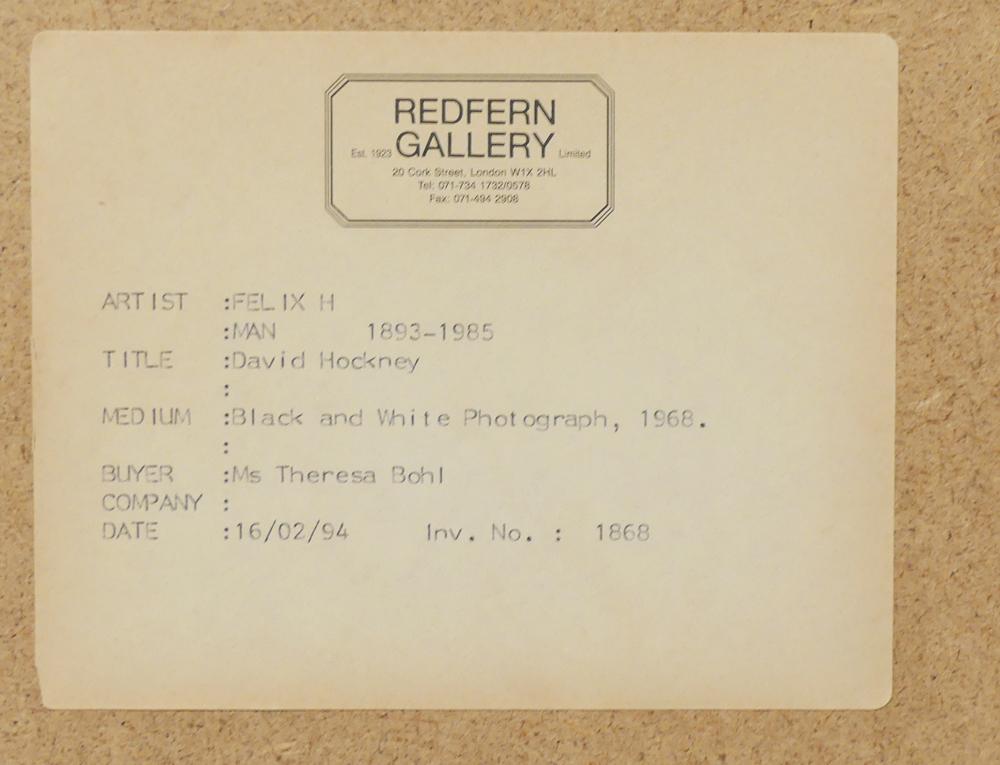 REDFERN
Est. 1923 GALLERY Limited
20 Cork Street, London W1X 2HL
Tel: 071-734 1732/0578
Fax: 071-494 2908
ARTIST :FELIX H
:MAN 1893-1985
TITLE :David Hockney
:
MEDIUM :Black and White Photograph, 1968.
:
BUYER :Ms Theresa Bohl
COMPANY :
DATE :16/02/94 Inv. No. : 1868